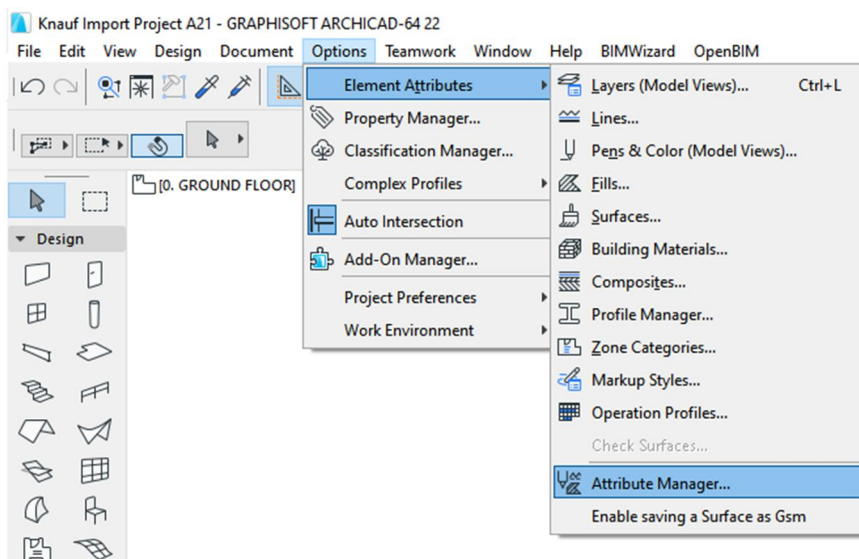 Knauf Import Project A21 - GRAPHISOFT ARCHICAD-64 22
File Edit View Design Document Options Teamwork Window Help BIMWizard OpenBIM
Element Attributes
Property Manager...
Classification Manager...
Complex Profiles
Auto Intersection
Add-On Manager...
Project Preferences
Work Environment
Layers (Model Views)... Ctrl+L
Lines...
Pens & Color (Model Views)...
Fills...
Surfaces...
Building Materials...
Composites...
Profile Manager...
Zone Categories...
Markup Styles...
Operation Profiles...
Check Surfaces...
Attribute Manager...
Enable saving a Surface as Gsm
[0. GROUND FLOOR]
Design